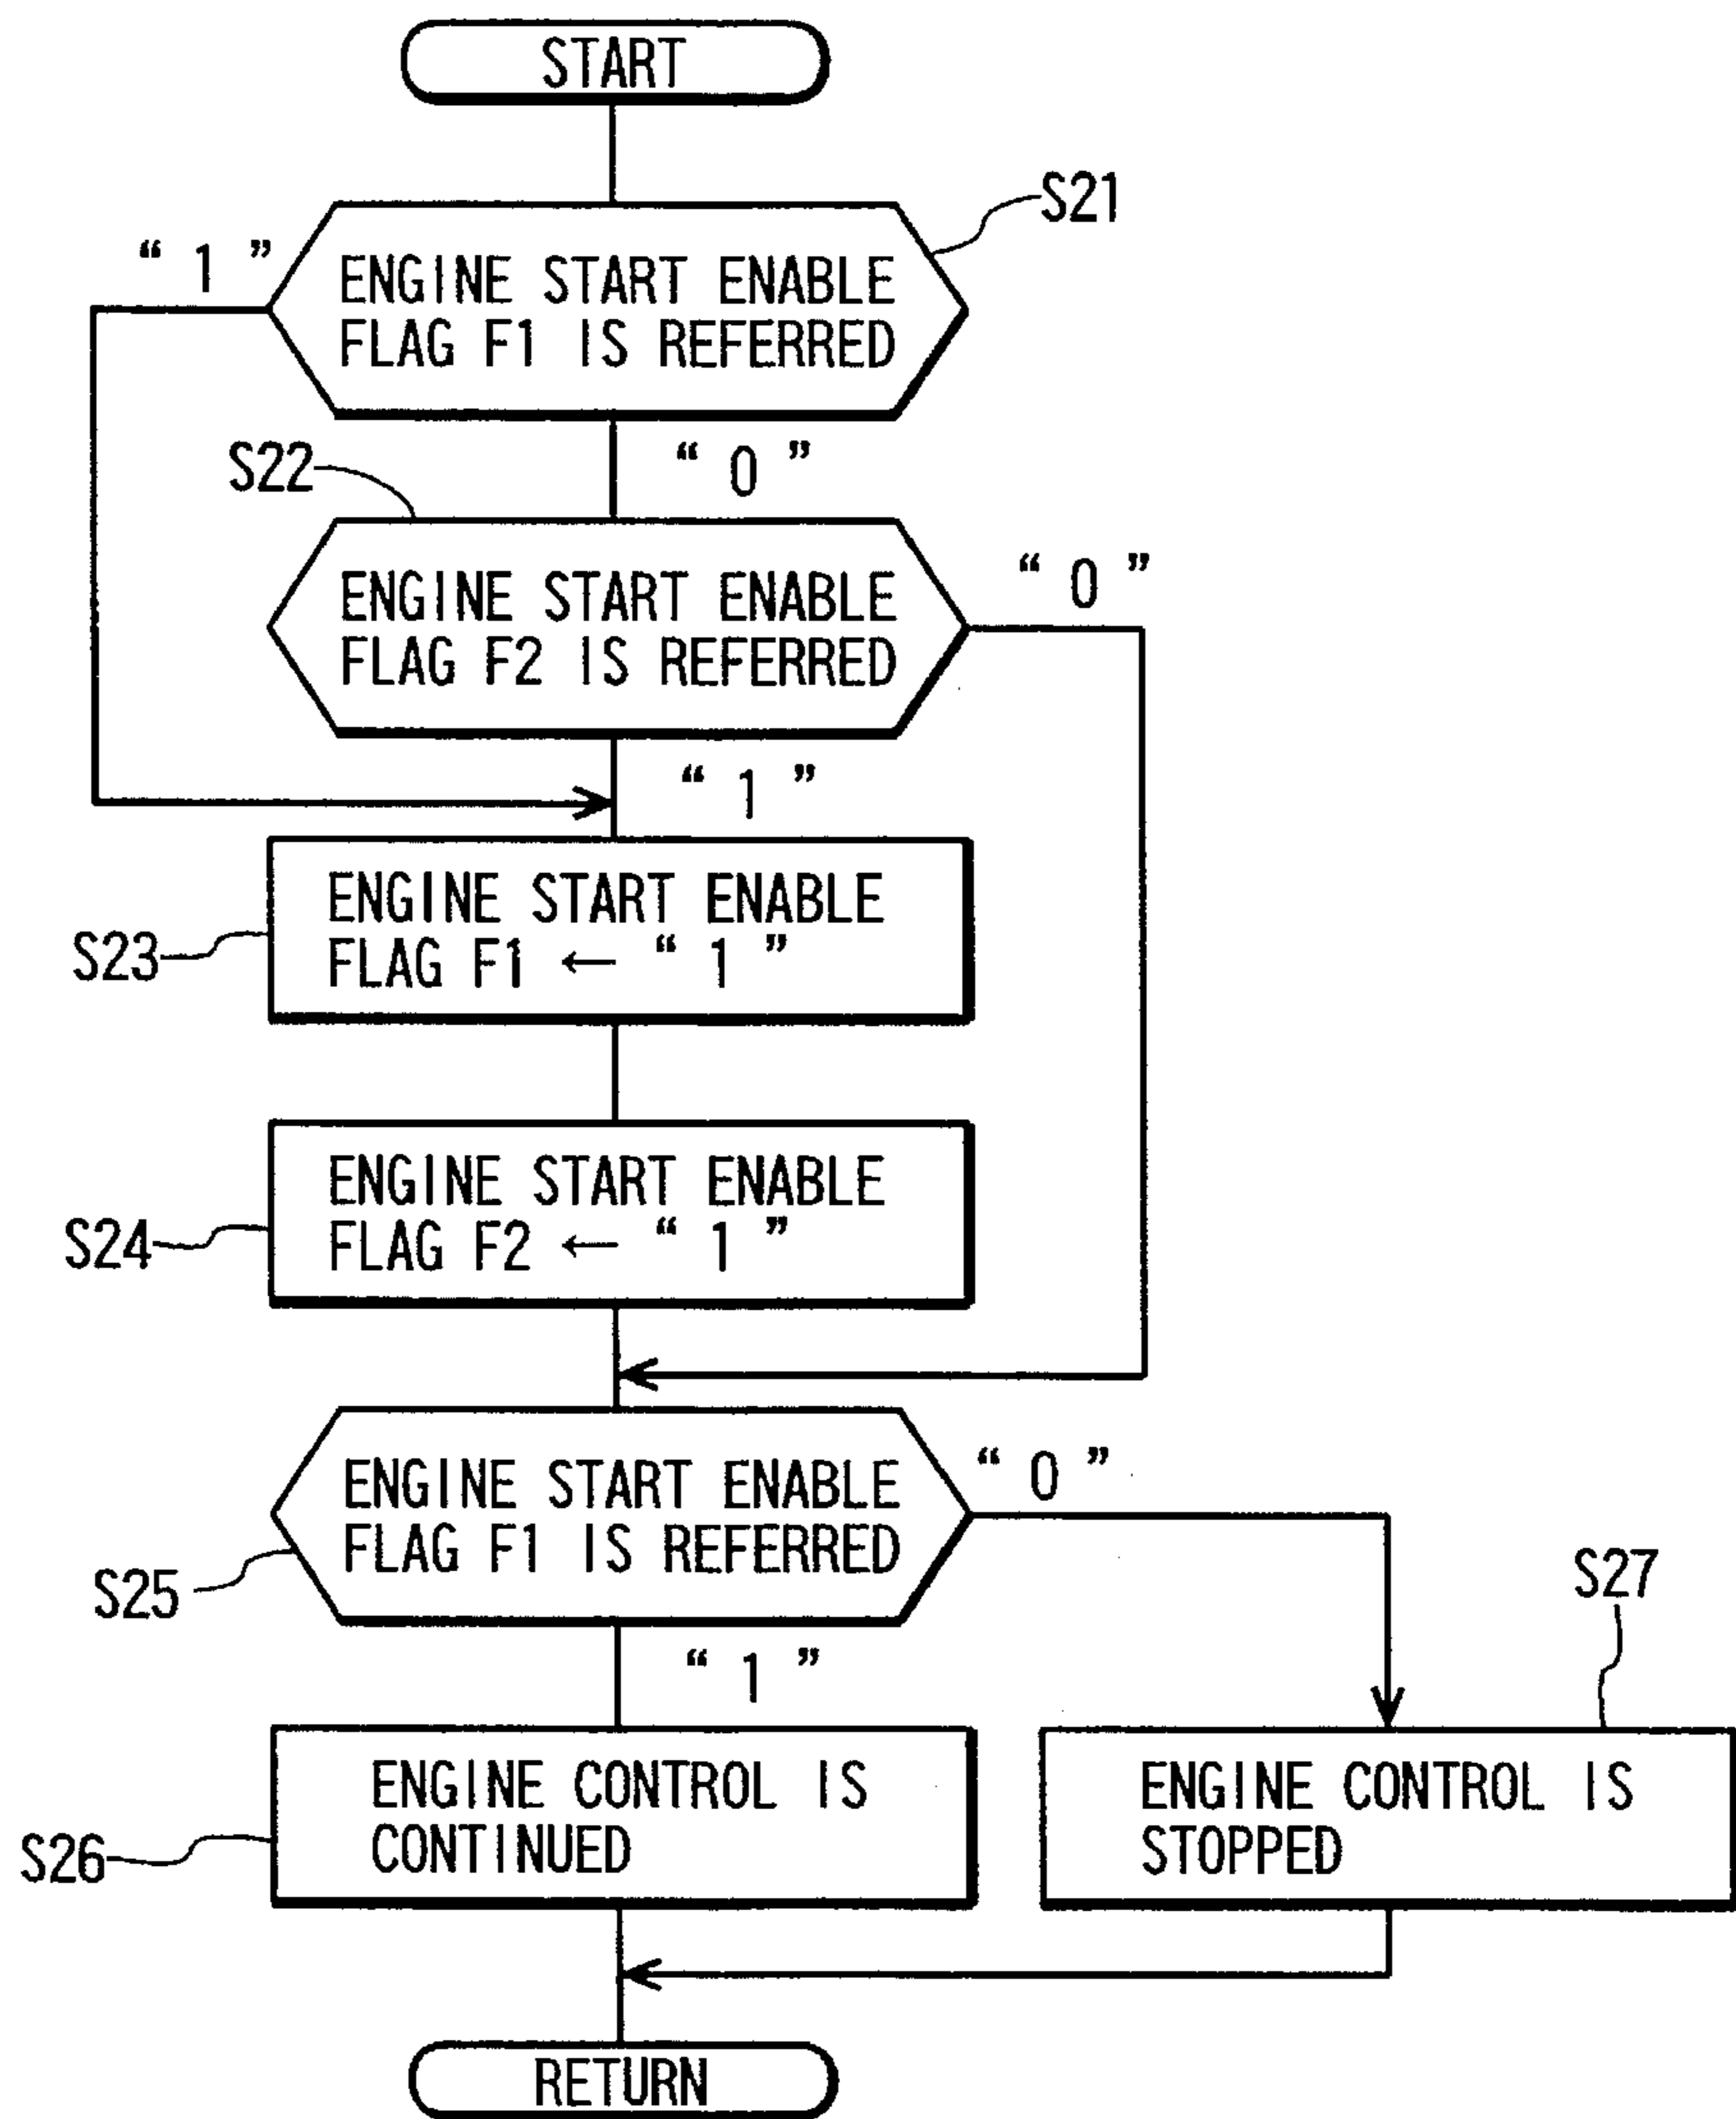 START
S21
“ 1 ”
ENGINE START ENABLE
FLAG F1 IS REFERRED
“ 0 ”
S22
ENGINE START ENABLE
FLAG F2 IS REFERRED
“ 0 ”
“ 1 ”
ENGINE START ENABLE
FLAG F1 ← “ 1 ”
S23
ENGINE START ENABLE
FLAG F2 ← “ 1 ”
S24
ENGINE START ENABLE
FLAG F1 IS REFERRED
“ 0 ”
S25
S27
“ 1 ”
ENGINE CONTROL IS
CONTINUED
S26
ENGINE CONTROL IS
STOPPED
RETURN